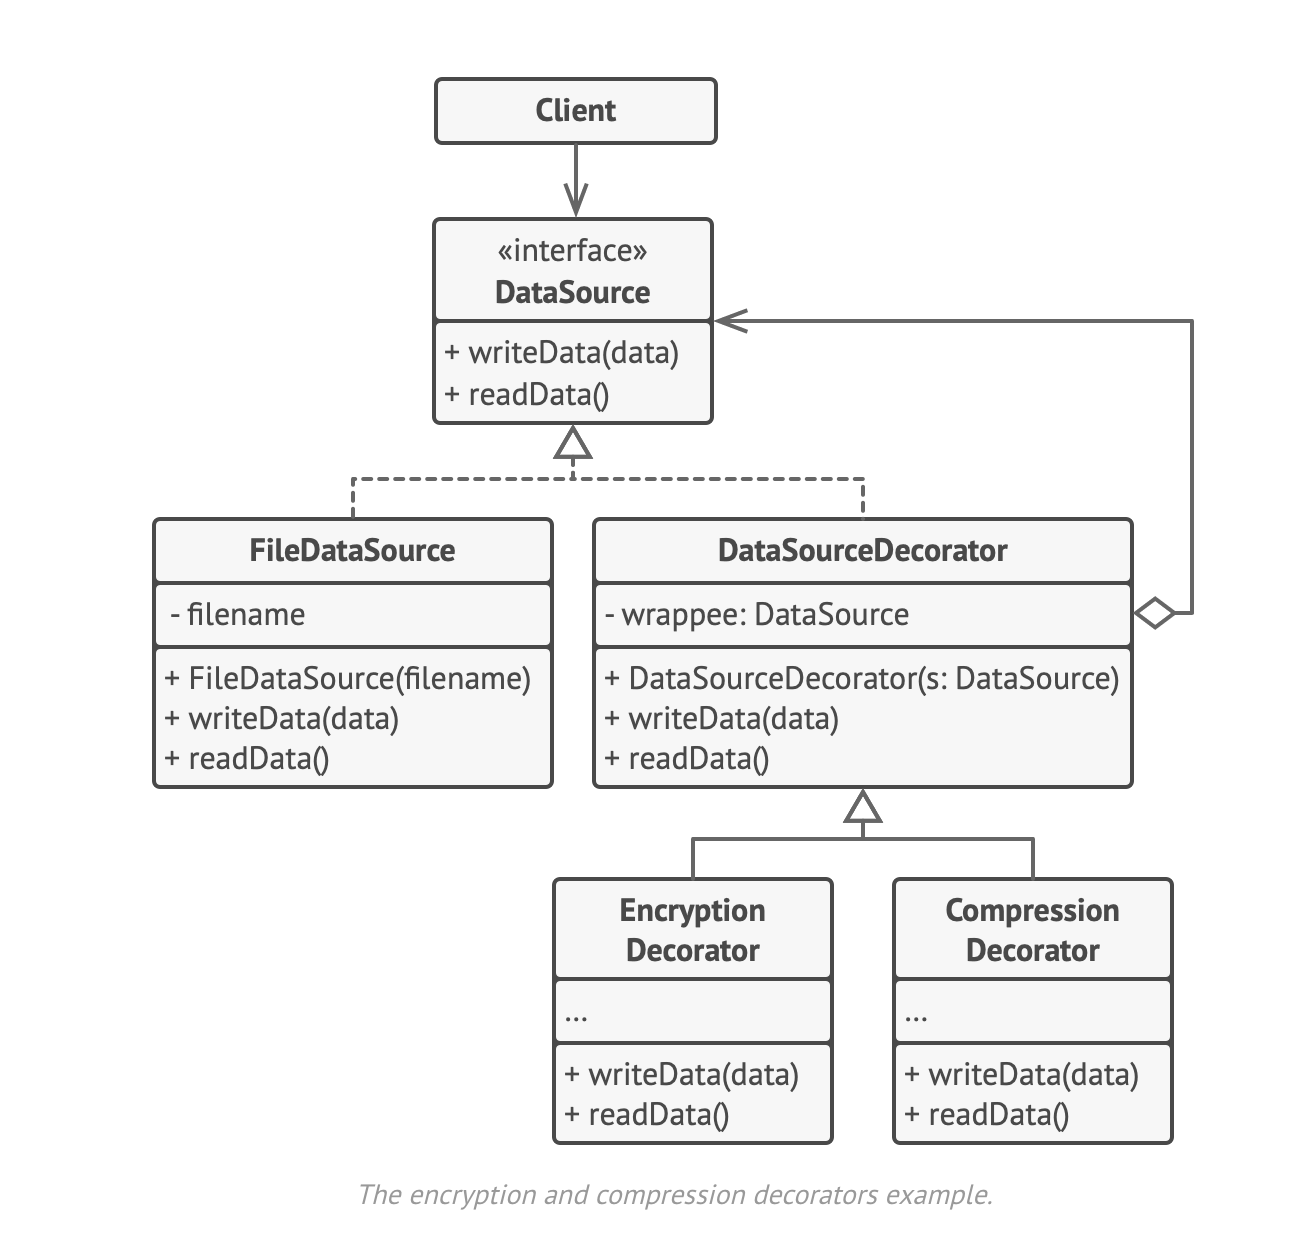 Client
«interface»
DataSource
+ writeData(data)
+ readData()
FileDataSource
- filename
+ FileDataSource(filename)
+ writeData(data)
+ readData()
DataSourceDecorator
- wrappee: DataSource
+ DataSourceDecorator(s: DataSource)
+ writeData(data)
+ readData()
Encryption
Decorator
...
+ writeData(data)
+ readData()
Compression
Decorator
...
+ writeData(data)
+ readData()
The encryption and compression decorators example.